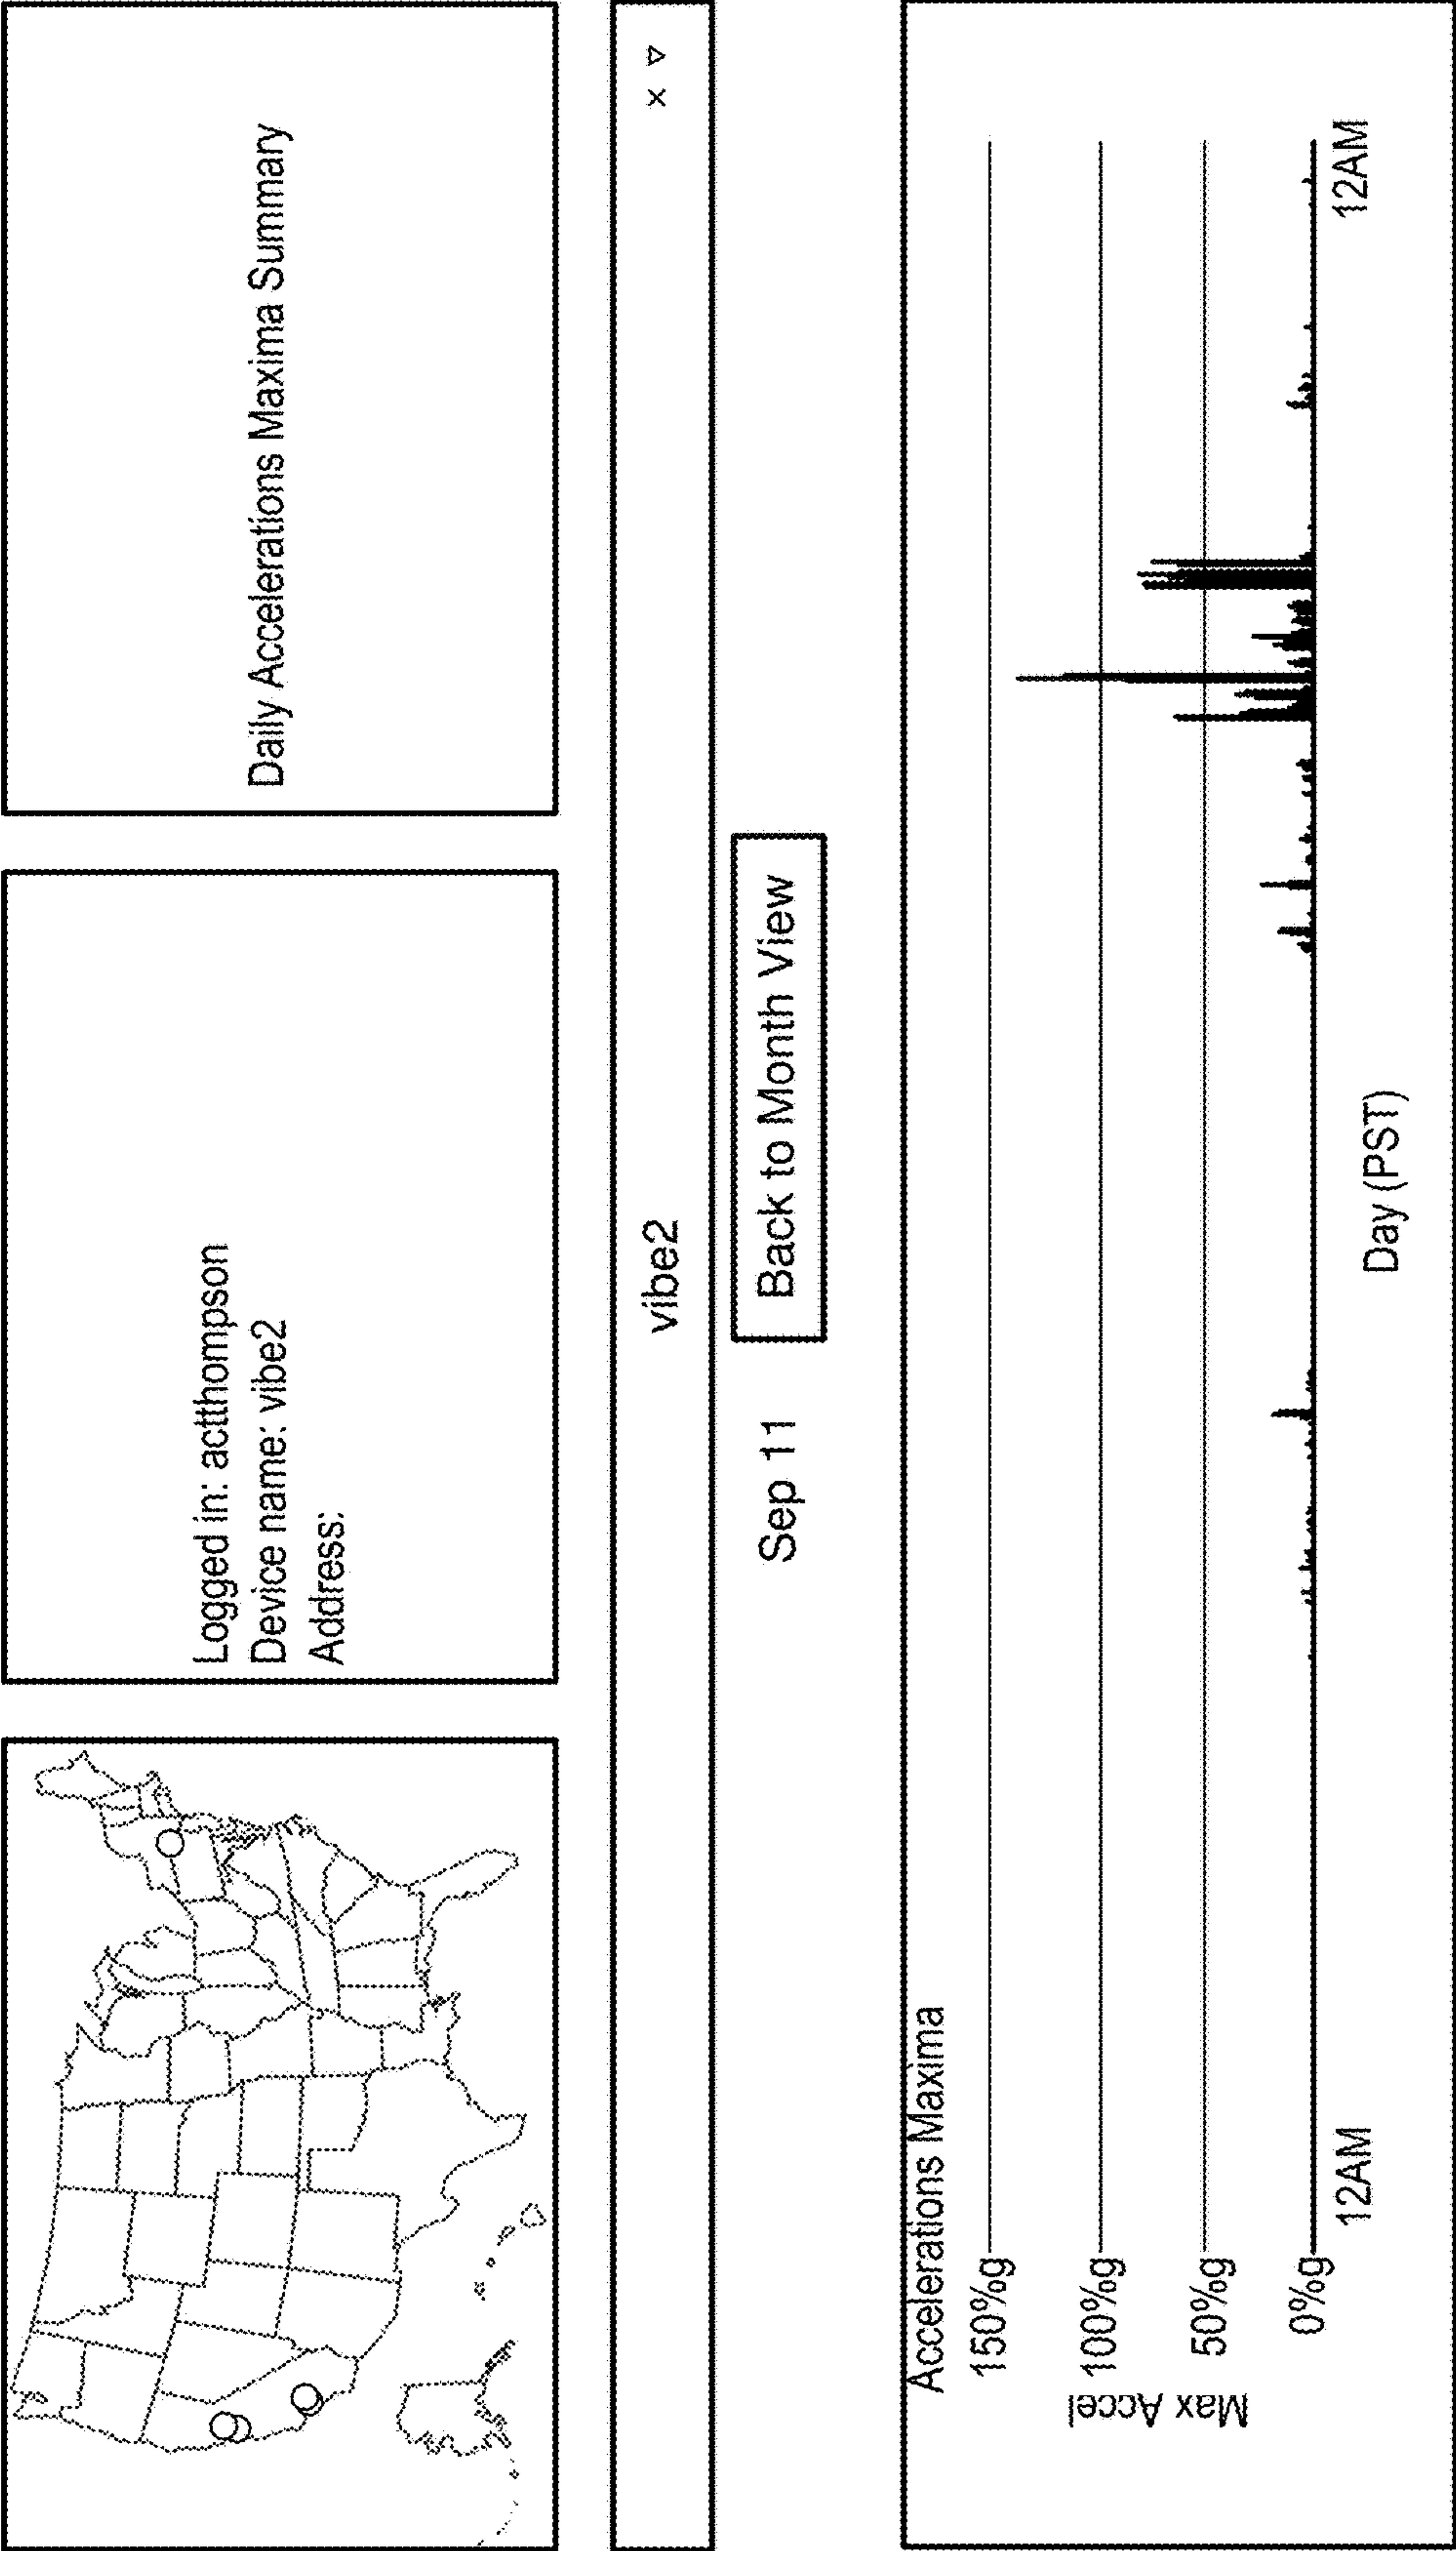 Logged in: actthompson
Device name: vibe2
Address:
Daily Accelerations Maxima Summary
vibe2
x
Sep 11
Back to Month View
Accelerations Maxima
Max Accel
150%g
100%g
50%g
0%g
12AM
12AM
Day (PST)